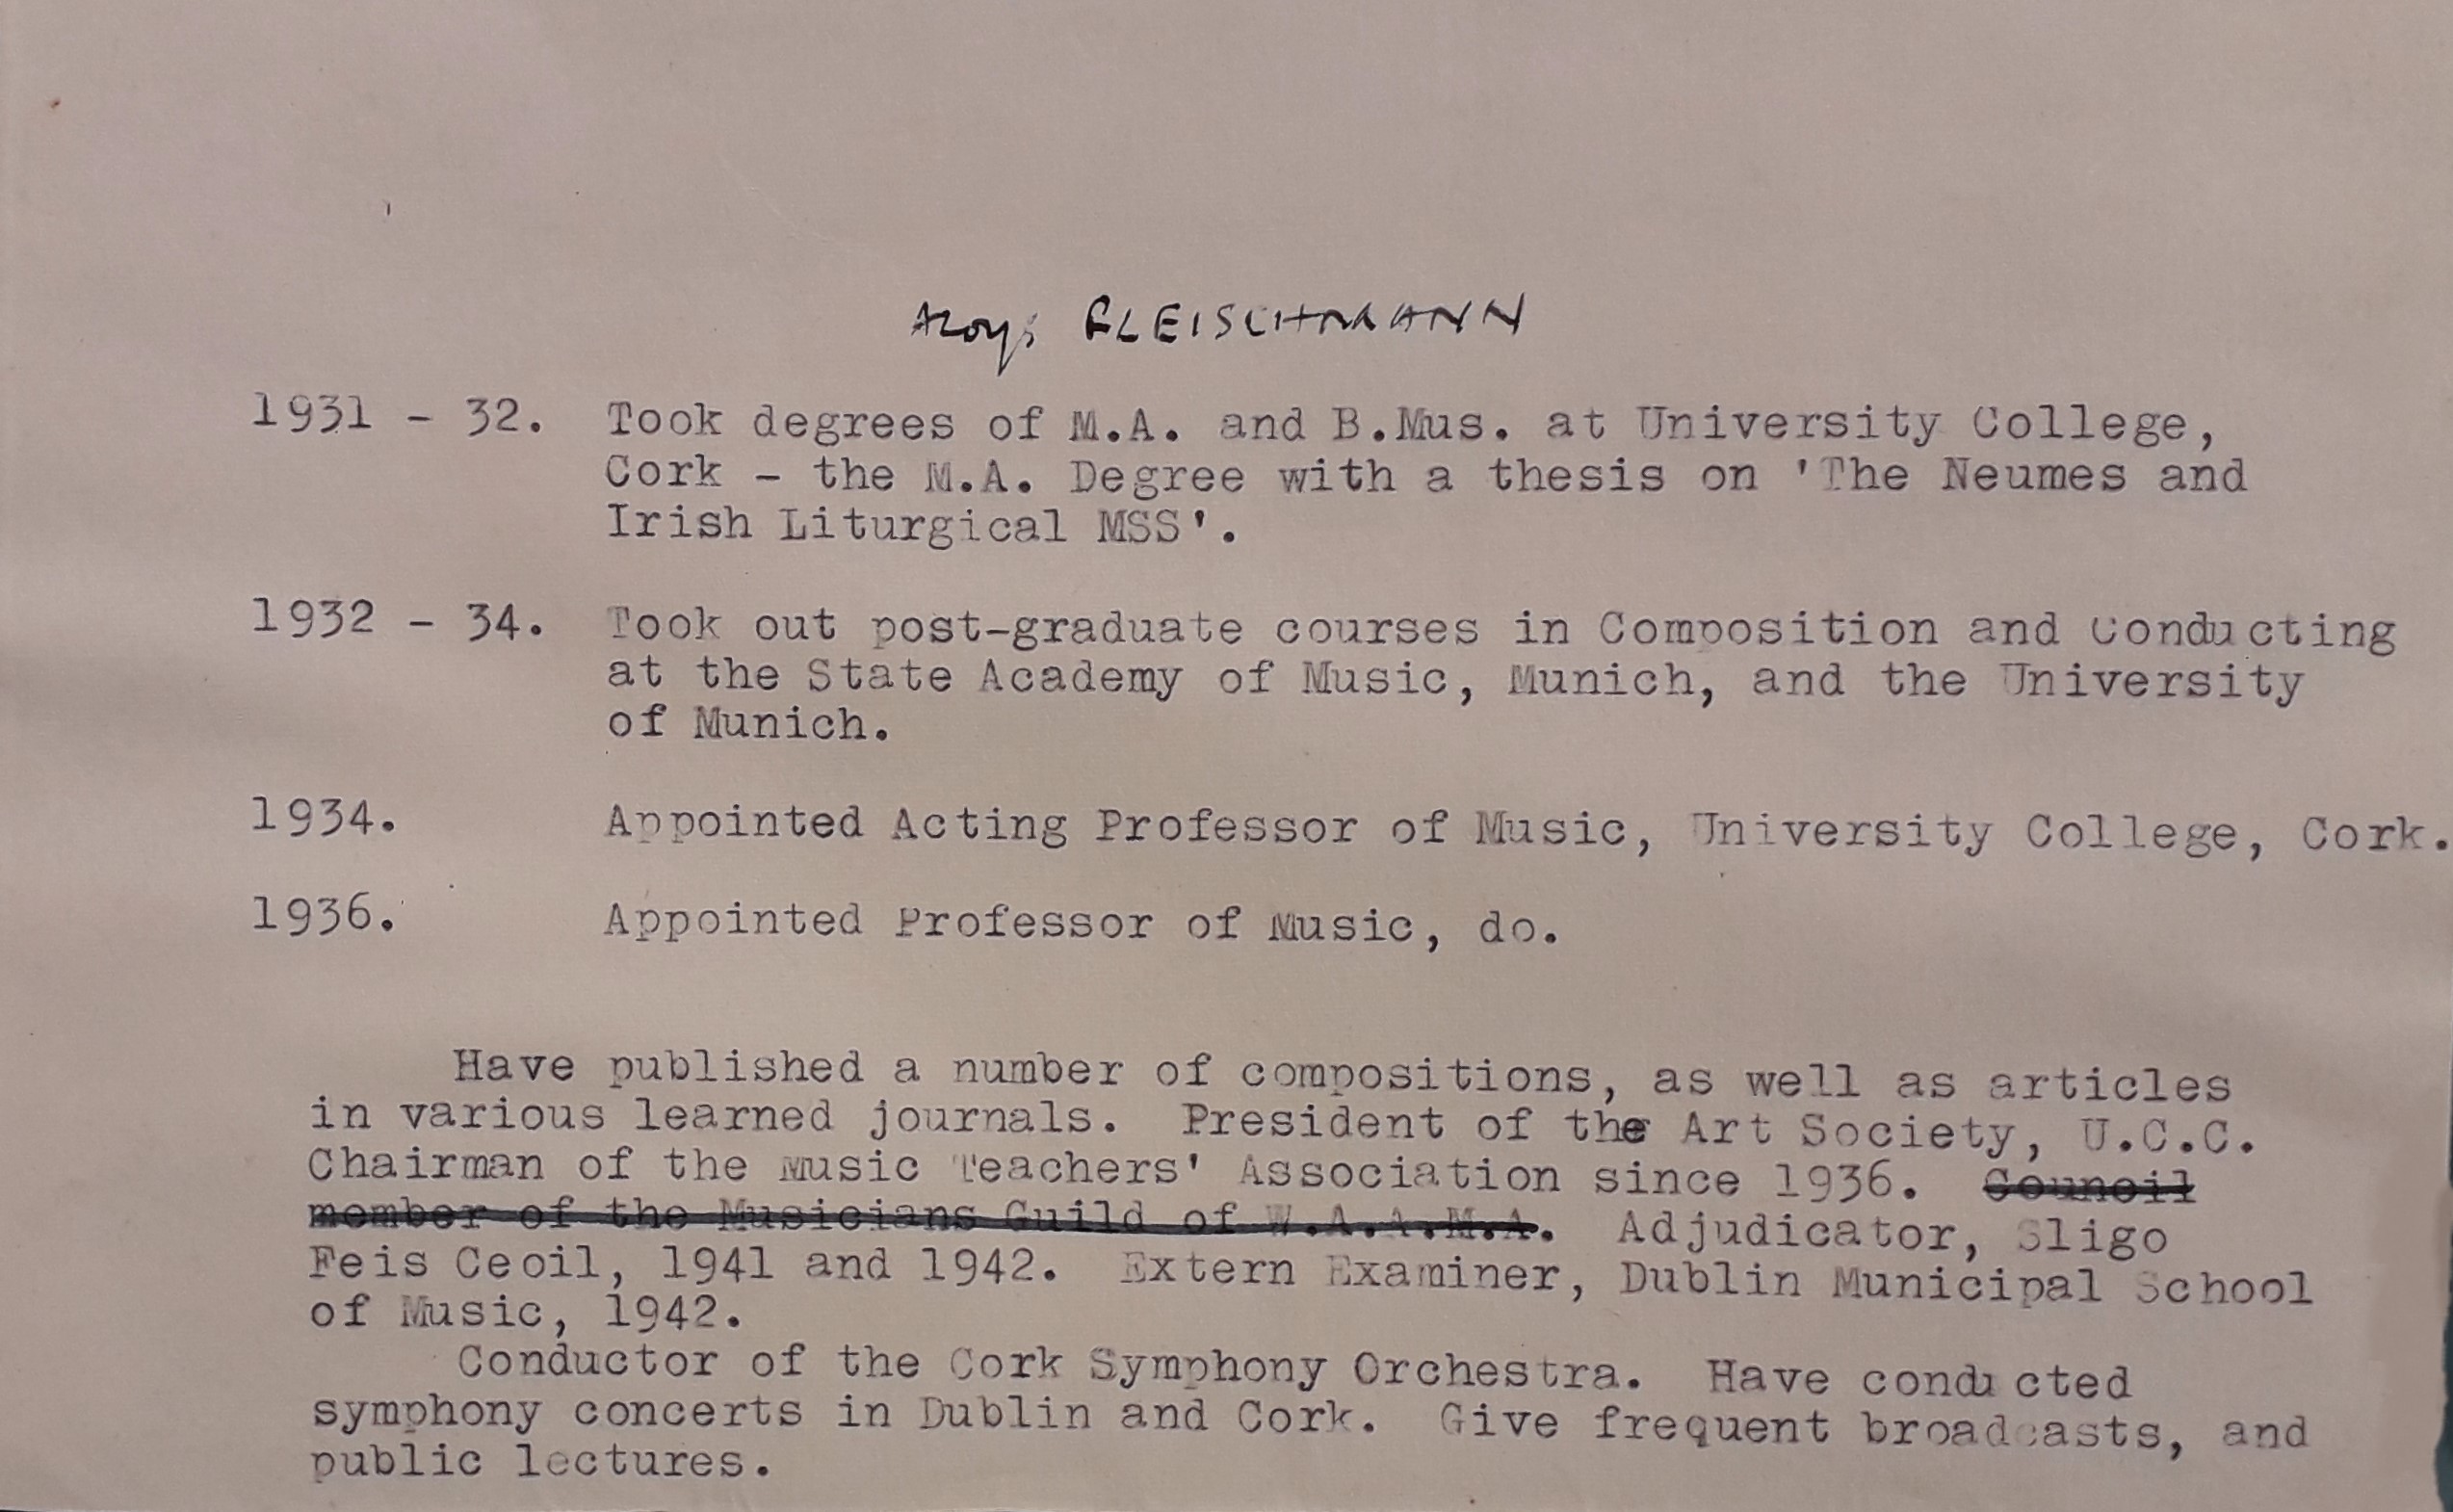 Aloys FLEISCHMANN
1931 - 32. Took degrees of M.A. and B.Mus. at University College,
Cork - the M.A. Degree with a thesis on 'The Neumes and
Irish Liturgical MSS'.
1932 - 34. Took out post-graduate courses in Composition and Conducting
at the State Academy of Music, Munich, and the University
of Munich.
1934. Appointed Acting Professor of Music, University College, Cork.
1936. Appointed Professor of Music, do.
Have published a number of compositions, as well as articles
in various learned journals. President of the Art Society, U.C.C.
Chairman of the Music Teachers' Association since 1936. Council
member of the Musicians Guild of W.A.A.M.A. Adjudicator, Sligo
Feis Ceoil, 1941 and 1942. Extern Examiner, Dublin Municipal School
of Music, 1942.
Conductor of the Cork Symphony Orchestra. Have conducted
symphony concerts in Dublin and Cork. Give frequent broadcasts, and
public lectures.